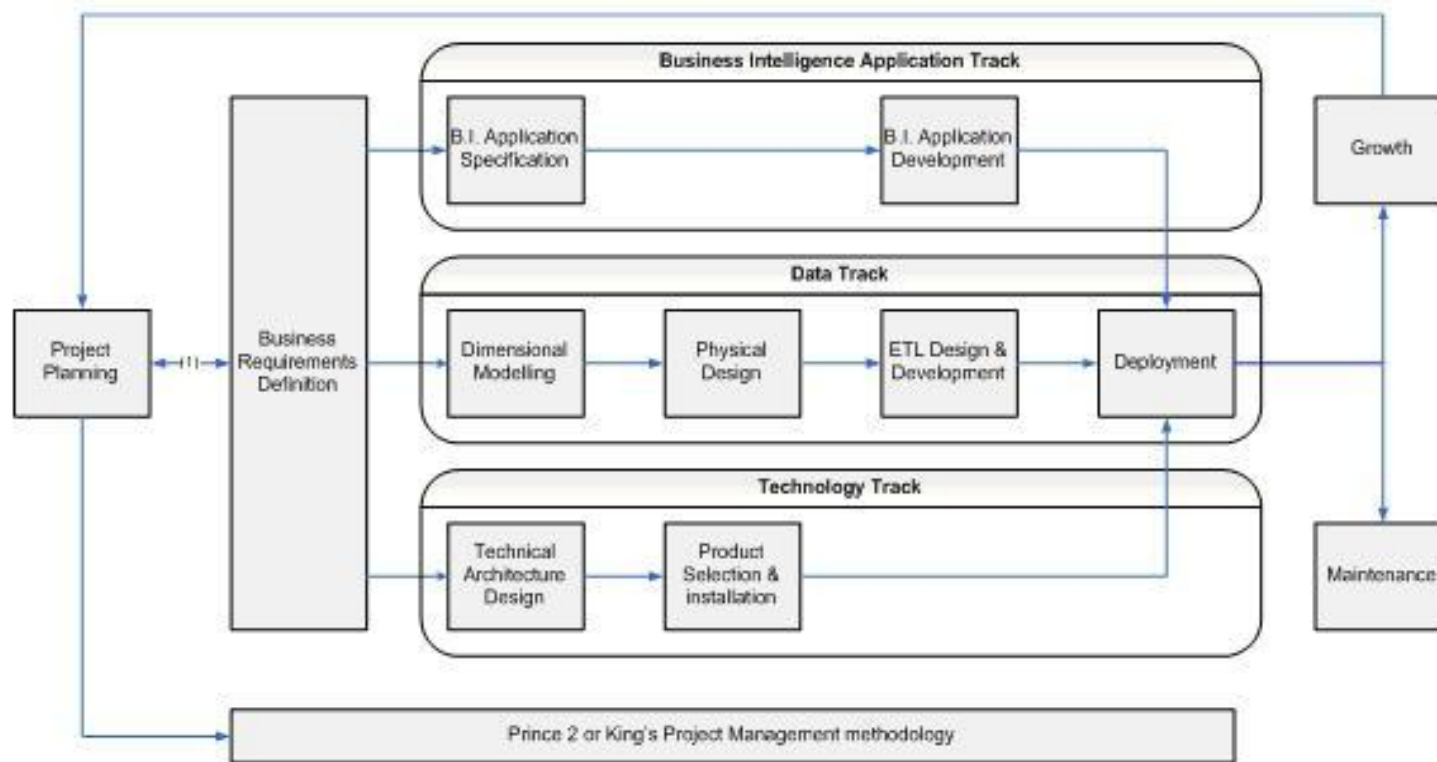 Business Intelligence Application Track
B.I. Application
Specification
B.I. Application
Development
Growth
Data Track
Project
Planning
(1)
Business
Requirements
Definition
Dimensional
Modelling
Physical
Design
ETL Design &
Development
Deployment
Technology Track
Technical
Architecture
Design
Product
Selection &
installation
Maintenance
Prince 2 or King's Project Management methodology